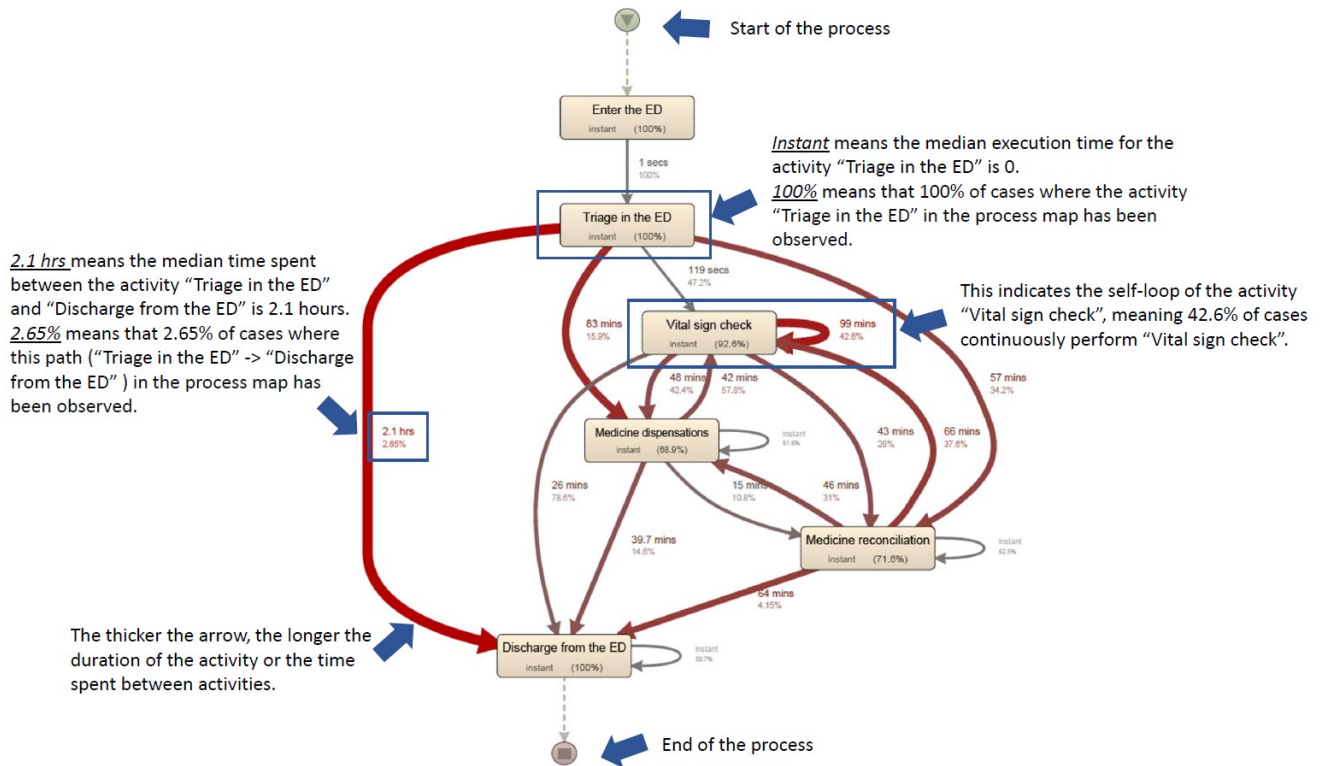 Start of the process
Enter the ED
instant (100%)
1 secs
100%
Instant means the median execution time for the
activity “Triage in the ED” is 0.
100% means that 100% of cases where the activity
“Triage in the ED” in the process map has been
observed.
Triage in the ED
instant (100%)
2.1 hrs means the median time spent
between the activity “Triage in the ED”
and “Discharge from the ED” is 2.1 hours.
2.65% means that 2.65% of cases where
this path (“Triage in the ED” -> “Discharge
from the ED” ) in the process map has
been observed.
119 secs
47.2%
This indicates the self-loop of the activity
“Vital sign check”, meaning 42.6% of cases
continuously perform “Vital sign check”.
Vital sign check
instant (92.6%)
99 mins
42.6%
83 mins
15.9%
48 mins
42.4%
42 mins
57.8%
57 mins
34.2%
2.1 hrs
2.65%
Medicine dispensations
instant (68.9%)
instant
43 mins
28%
66 mins
37.6%
26 mins
78.6%
15 mins
10.8%
46 mins
31%
39.7 mins
14.6%
Medicine reconciliation
instant (71.6%)
instant
64 mins
4.15%
The thicker the arrow, the longer the
duration of the activity or the time
spent between activities.
Discharge from the ED
instant (100%)
instant
End of the process